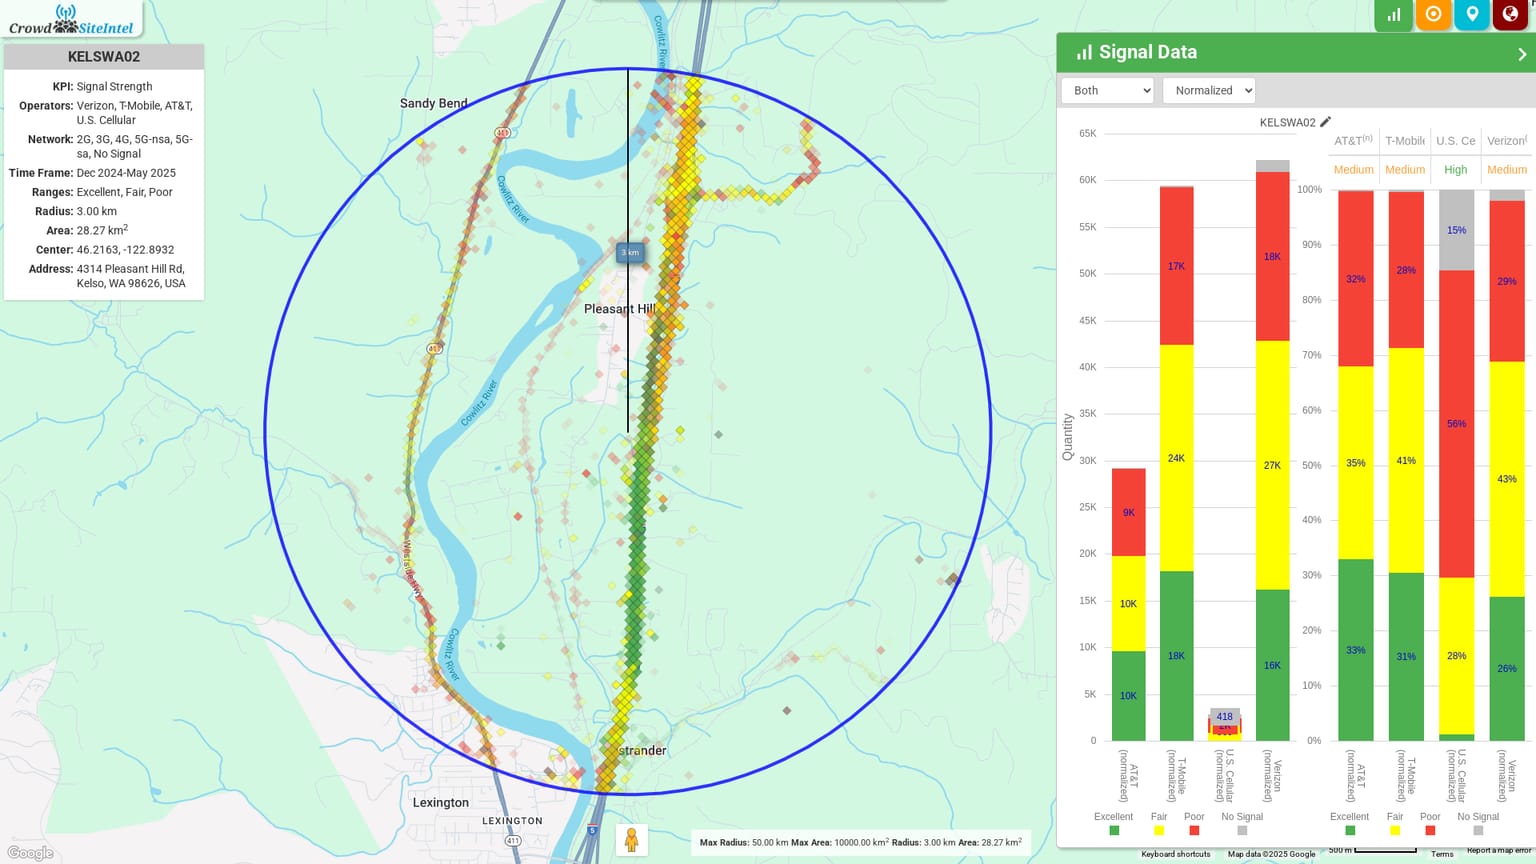 CrowdSiteIntel
KELSWA02
KPI: Signal Strength
Operators: Verizon, T-Mobile, AT&T,
U.S. Cellular
Network: 2G, 3G, 4G, 5G-nsa, 5G-
sa, No Signal
Time Frame: Dec 2024-May 2025
Ranges: Excellent, Fair, Poor
Radius: 3.00 km
Area: 28.27 km²
Center: 46.2163, -122.8932
Address: 4314 Pleasant Hill Rd,
Kelso, WA 98626, USA
Cowlitz River
Sandy Bend
411
Cowlitz River
3 km
Pleasant Hill
411
Cowlitz River
Westside Hwy
Cowlitz River
strander
Lexington
LEXINGTON
411
5
Google
Max Radius: 50.00 km Max Area: 10000.00 km² Radius: 3.00 km Area: 28.27 km²
Signal Data
Both
Normalized
KELSWA02
Quantity
65K
60K
55K
50K
45K
40K
35K
30K
25K
20K
15K
10K
5K
0
9K
10K
10K
17K
24K
18K
418
18K
27K
16K
AT&T (normalized)
T-Mobile (normalized)
U.S. Cellular (normalized)
Verizon (normalized)
Excellent Fair Poor No Signal
AT&T(n) T-Mobile U.S. Ce Verizon(
Medium Medium High Medium
100%
90%
80%
70%
60%
50%
40%
30%
20%
10%
0%
32%
35%
33%
28%
41%
31%
15%
56%
28%
29%
43%
26%
AT&T (normalized)
T-Mobile (normalized)
U.S. Cellular (normalized)
Verizon (normalized)
Excellent Fair Poor No Signal
Keyboard shortcuts Map data ©2025 Google 500 m Terms Report a map error